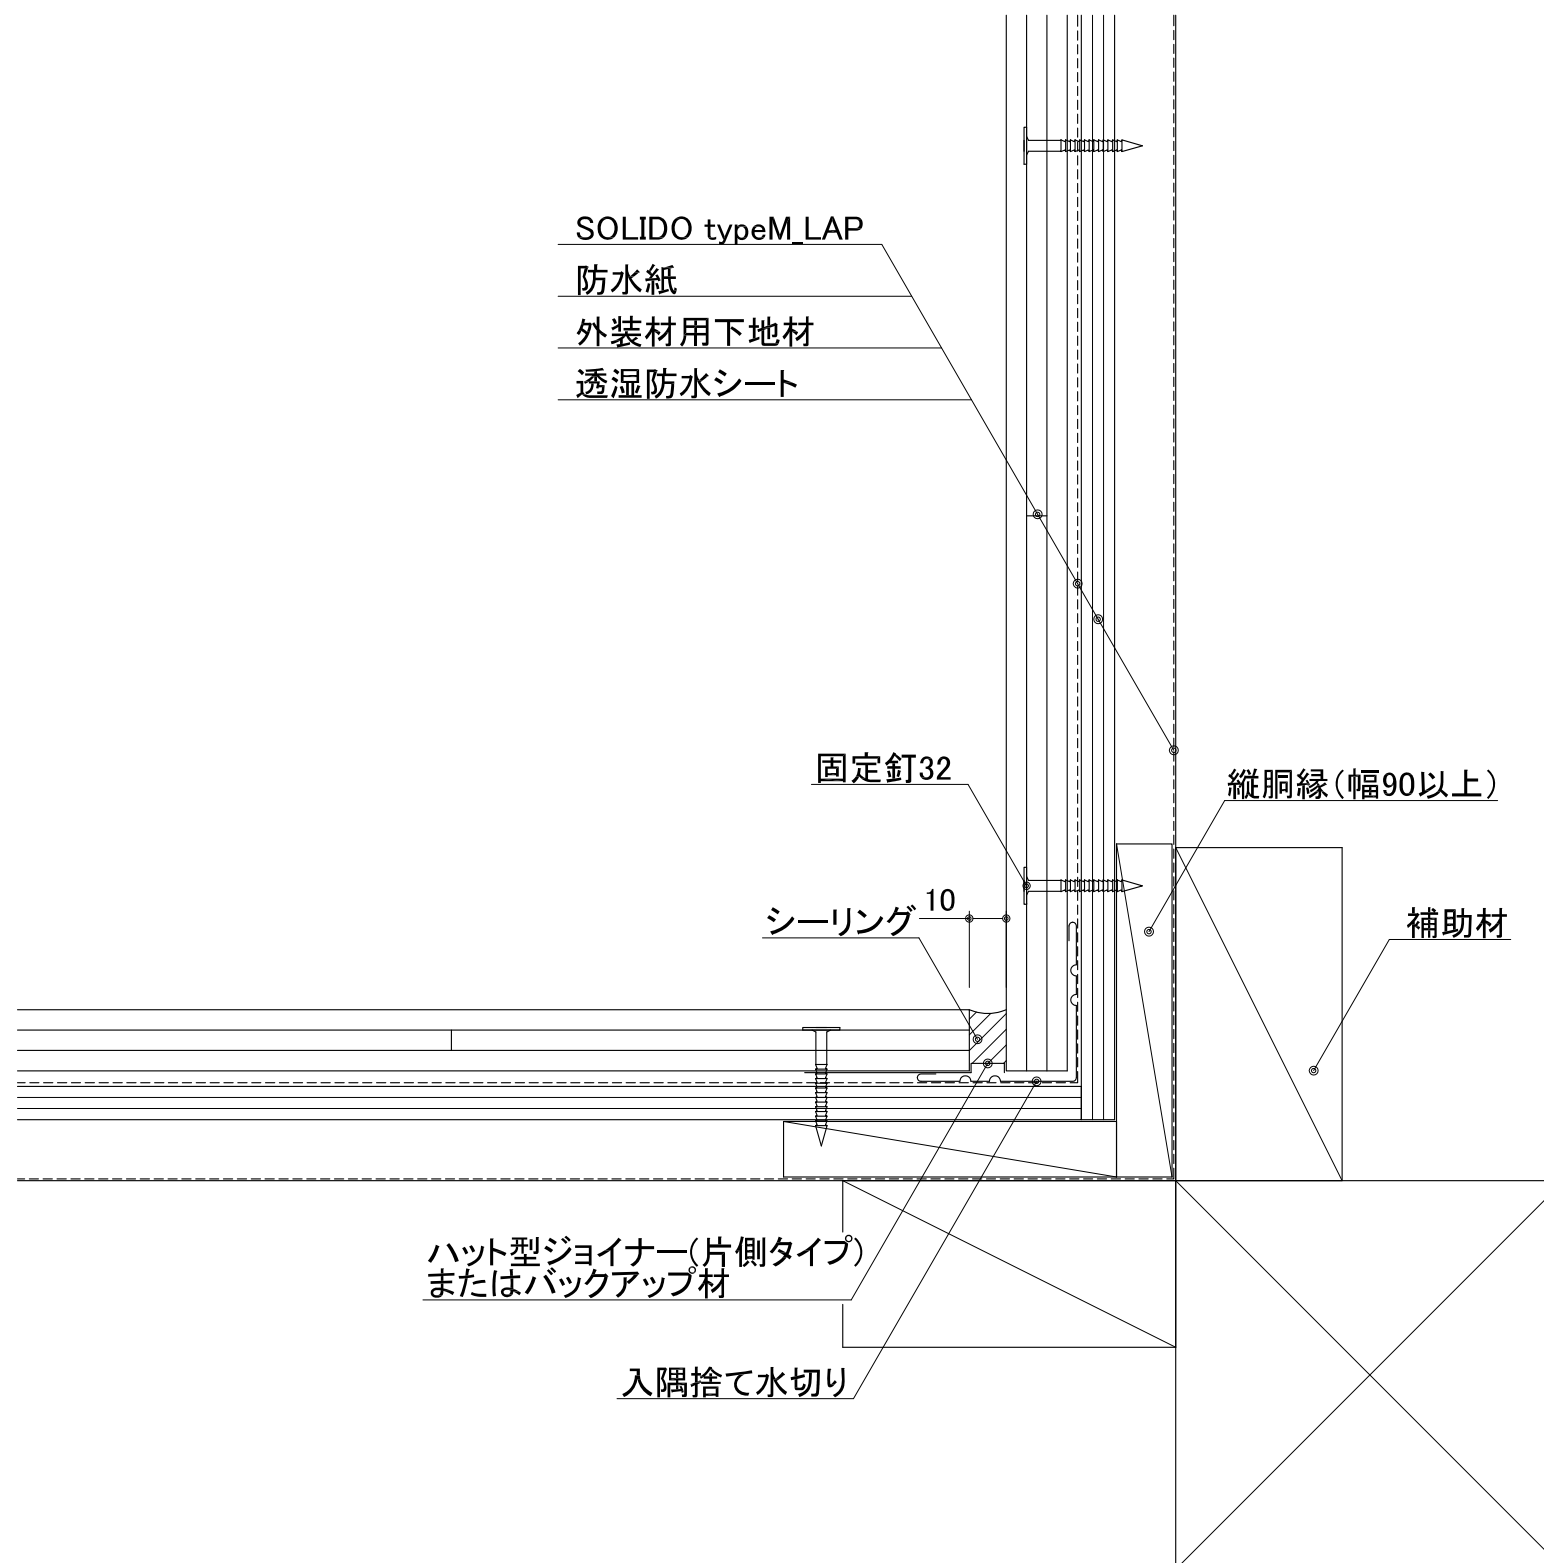 SOLIDO typeM_LAP
防水紙
外装材用下地材
透湿防水シート
固定釘32
縦胴縁(幅90以上)
10
シーリング
補助材
ハット型ジョイナー(片側タイプ)
またはバックアップ材
入隅捨て水切り